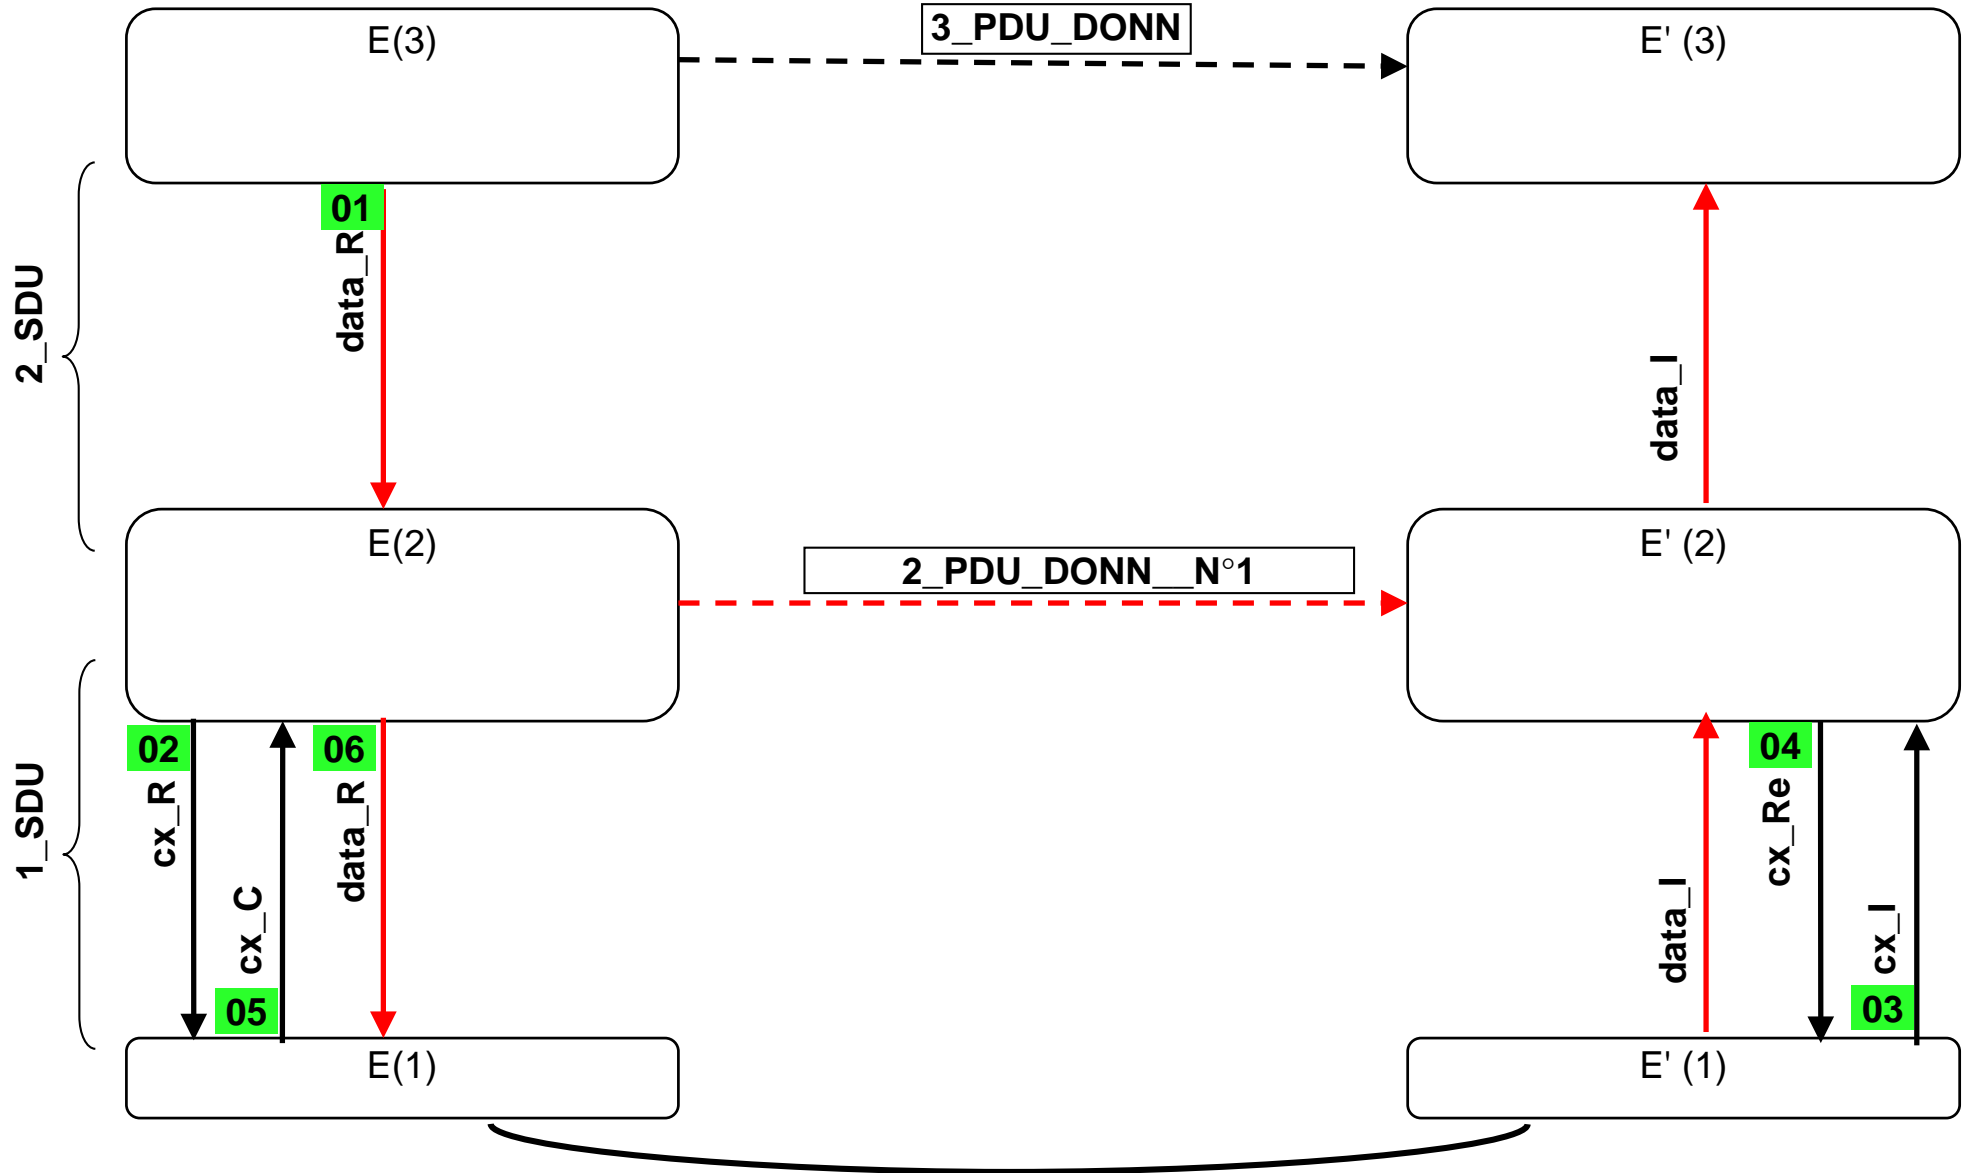 E(3)
3_PDU_DONN
E' (3)
01
data_R
2_SDU
data_I
E(2)
2_PDU_DONN__N°1
E' (2)
02
cx_R
05
cx_C
06
data_R
1_SDU
data_I
04
cx_Re
03
cx_I
E(1)
E' (1)